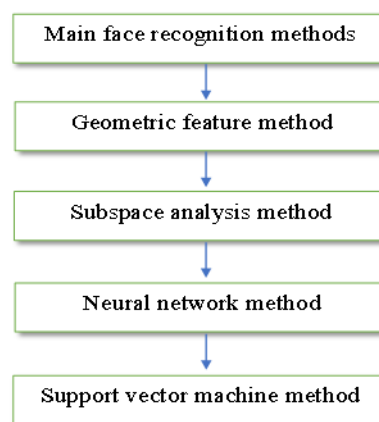 Main face recognition methods
Geometric feature method
Subspace analysis method
Neural network method
Support vector machine method